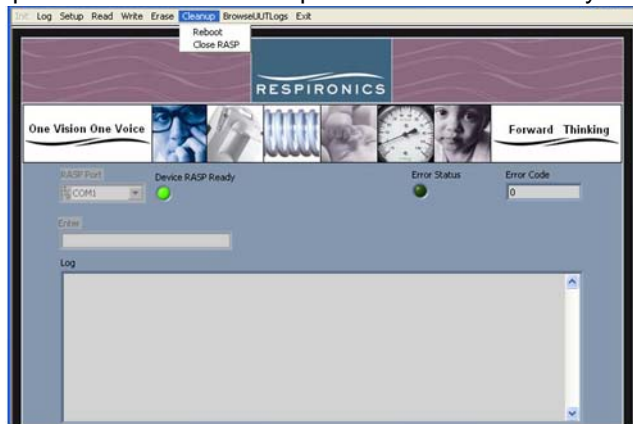 Init Log Setup Read Write Erase Cleanup BrowseUUTLogs Exit
Reboot
Close RASP
RESPIRONICS
One Vision One Voice
Forward Thinking
RASP Port
Device RASP Ready
Error Status
Error Code
COM1
0
Enter
Log